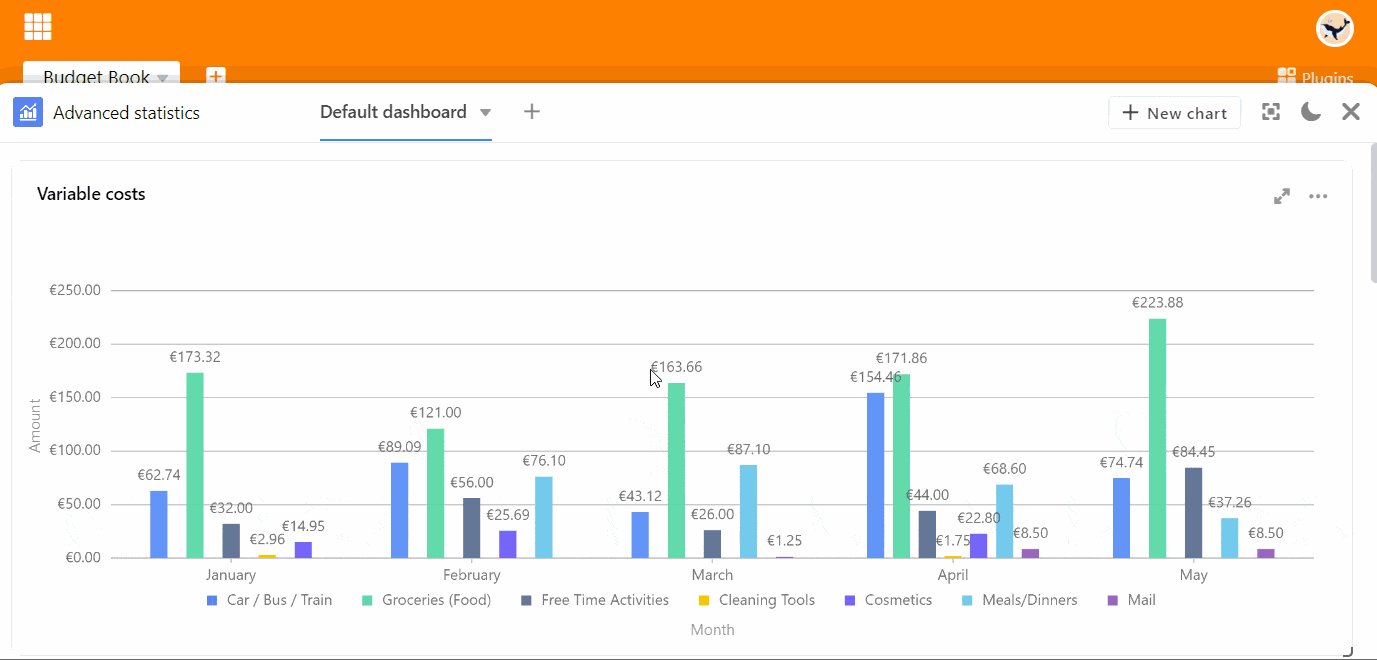 Budget Book
Plugins
Advanced statistics
Default dashboard
New chart
Variable costs
€250.00
€200.00
€150.00
€100.00
€50.00
€0.00
Amount
€62.74 €173.32 €32.00 €2.96 €14.95
€89.09 €121.00 €56.00 €25.69 €76.10
€43.12 €163.66 €26.00 €87.10 €1.25
€154.46 €171.86 €44.00 €1.75 €22.80 €68.60 €8.50
€74.74 €223.88 €84.45 €37.26 €8.50
January February March April May
Car / Bus / Train Groceries (Food) Free Time Activities Cleaning Tools Cosmetics Meals/Dinners Mail
Month